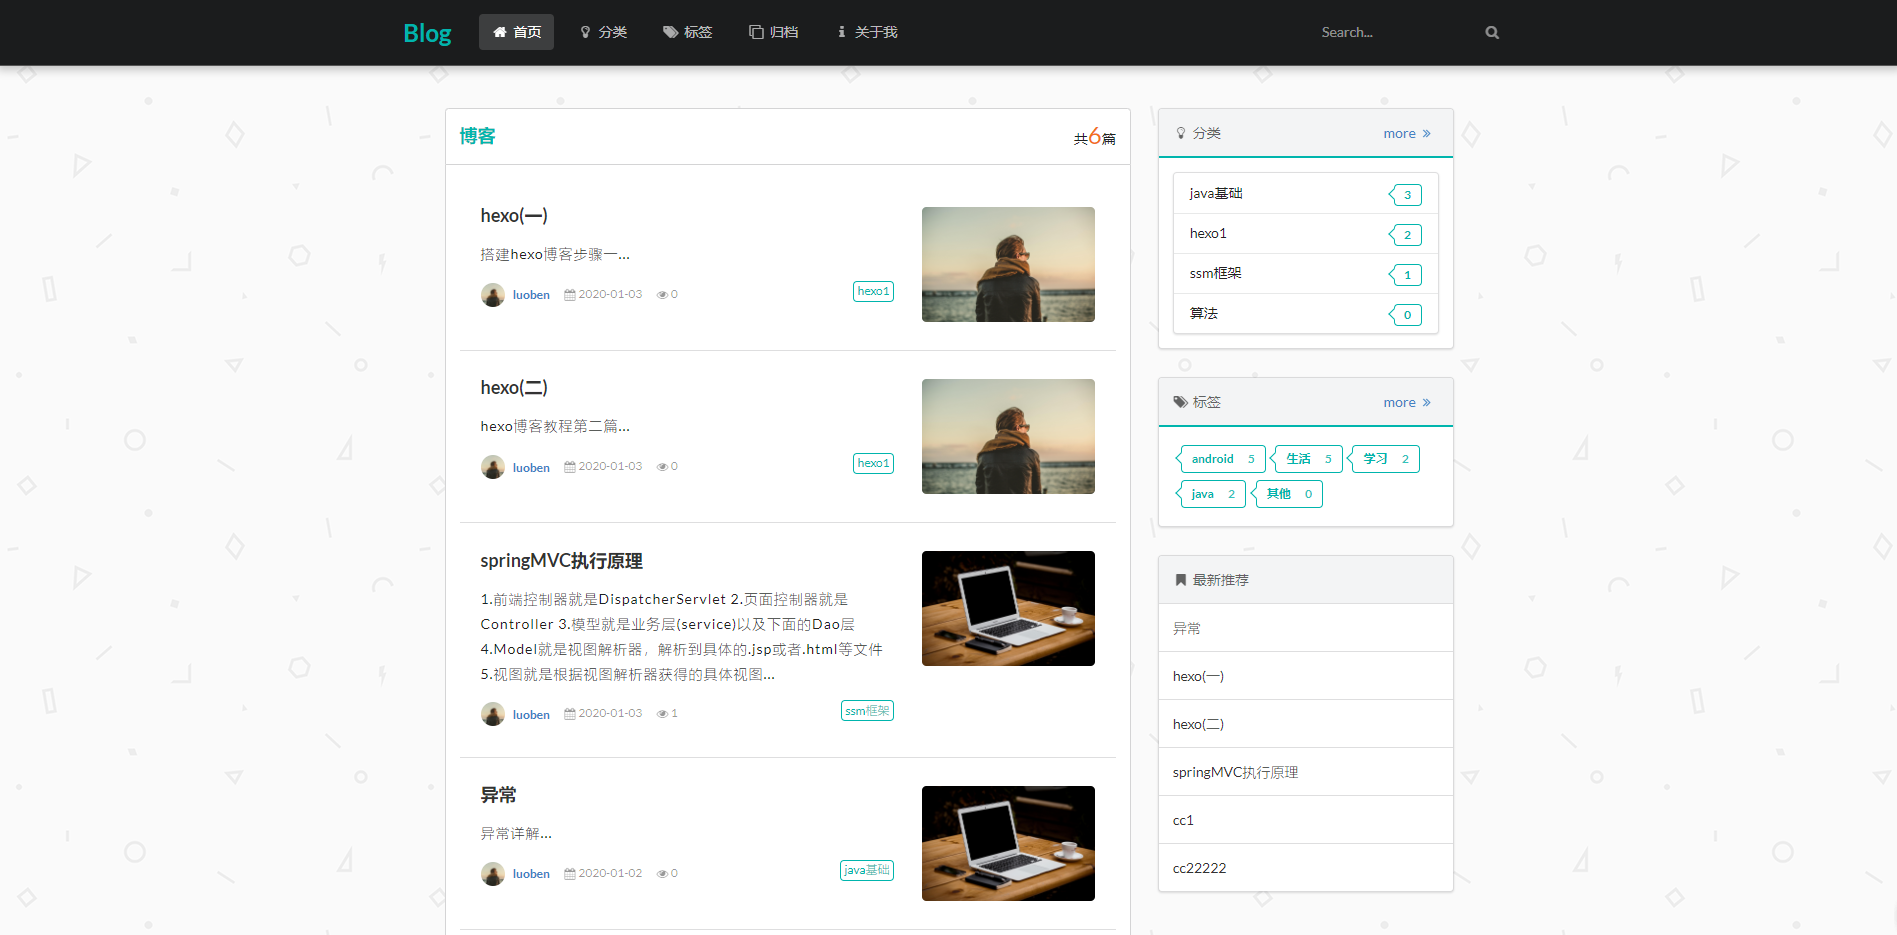 Blog 首页 分类 标签 归档 关于我 Search...
博客 共6篇
hexo(一)
搭建hexo博客步骤一...
luoben 2020-01-03 0 hexo1
hexo(二)
hexo博客教程第二篇...
luoben 2020-01-03 0 hexo1
springMVC执行原理
1.前端控制器就是DispatcherServlet 2.页面控制器就是
Controller 3.模型就是业务层(service)以及下面的Dao层
4.Model就是视图解析器，解析到具体的.jsp或者.html等文件
5.视图就是根据视图解析器获得的具体视图...
luoben 2020-01-03 1 ssm框架
异常
异常详解...
luoben 2020-01-02 0 java基础
分类 more »
java基础 3
hexo1 2
ssm框架 1
算法 0
标签 more »
android 5 生活 5 学习 2
java 2 其他 0
最新推荐
异常
hexo(一)
hexo(二)
springMVC执行原理
cc1
cc22222